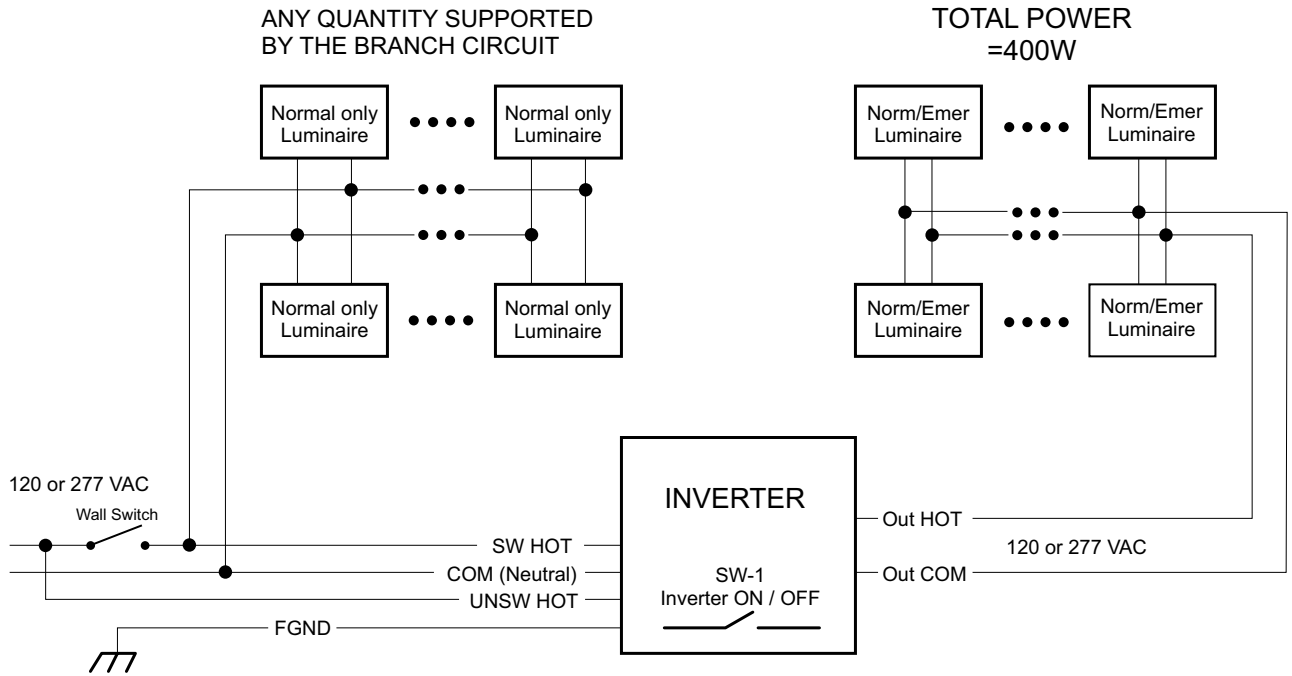 ANY QUANTITY SUPPORTED
BY THE BRANCH CIRCUIT
TOTAL POWER
=400W
Normal only
Luminaire
Normal only
Luminaire
Norm/Emer
Luminaire
Norm/Emer
Luminaire
Normal only
Luminaire
Normal only
Luminaire
Norm/Emer
Luminaire
Norm/Emer
Luminaire
120 or 277 VAC
Wall Switch
SW HOT
COM (Neutral)
UNSW HOT
FGND
INVERTER
SW-1
Inverter ON / OFF
Out HOT
120 or 277 VAC
Out COM